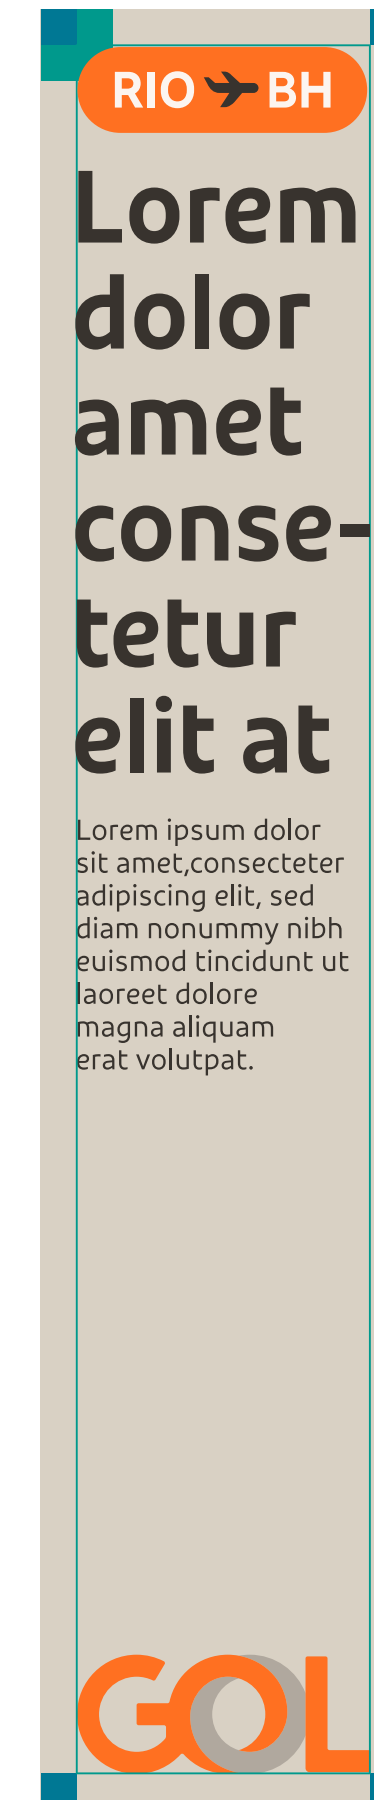 RIO BH
Lorem
dolor
amet
conse-
tetur
elit at
Lorem ipsum dolor
sit amet,consecteter
adipiscing elit, sed
diam nonummy nibh
euismod tincidunt ut
laoreet dolore
magna aliquam
erat volutpat.
GOL